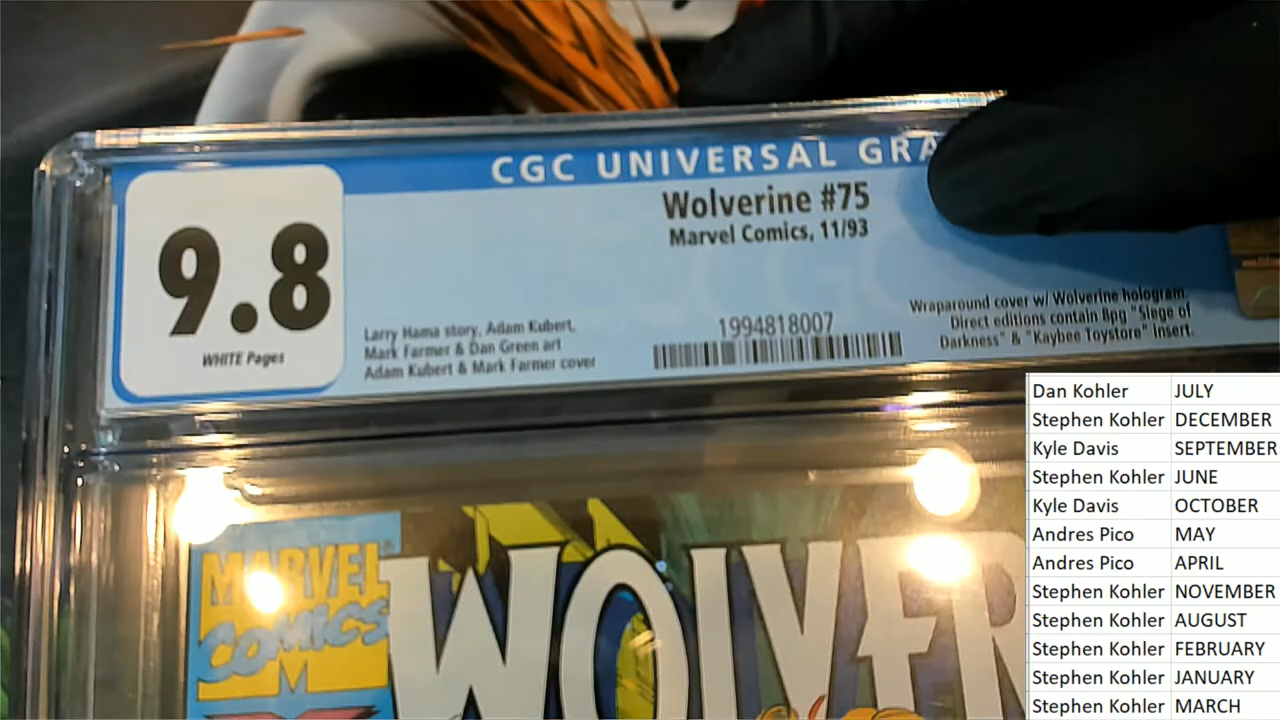 CGC UNIVERSAL GRA
Wolverine #75
Marvel Comics, 11/93
9.8
WHITE Pages
Larry Hama story, Adam Kubert,
Mark Farmer & Dan Green art
Adam Kubert & Mark Farmer cover
1994818007
Wraparound cover w/ Wolverine hologram
Direct editions contain 8pg "Siege of
Darkness" & "Kaybee Toystore" insert.
MARVEL
COMICS
WOLVER
Dan Kohler JULY
Stephen Kohler DECEMBER
Kyle Davis SEPTEMBER
Stephen Kohler JUNE
Kyle Davis OCTOBER
Andres Pico MAY
Andres Pico APRIL
Stephen Kohler NOVEMBER
Stephen Kohler AUGUST
Stephen Kohler FEBRUARY
Stephen Kohler JANUARY
Stephen Kohler MARCH